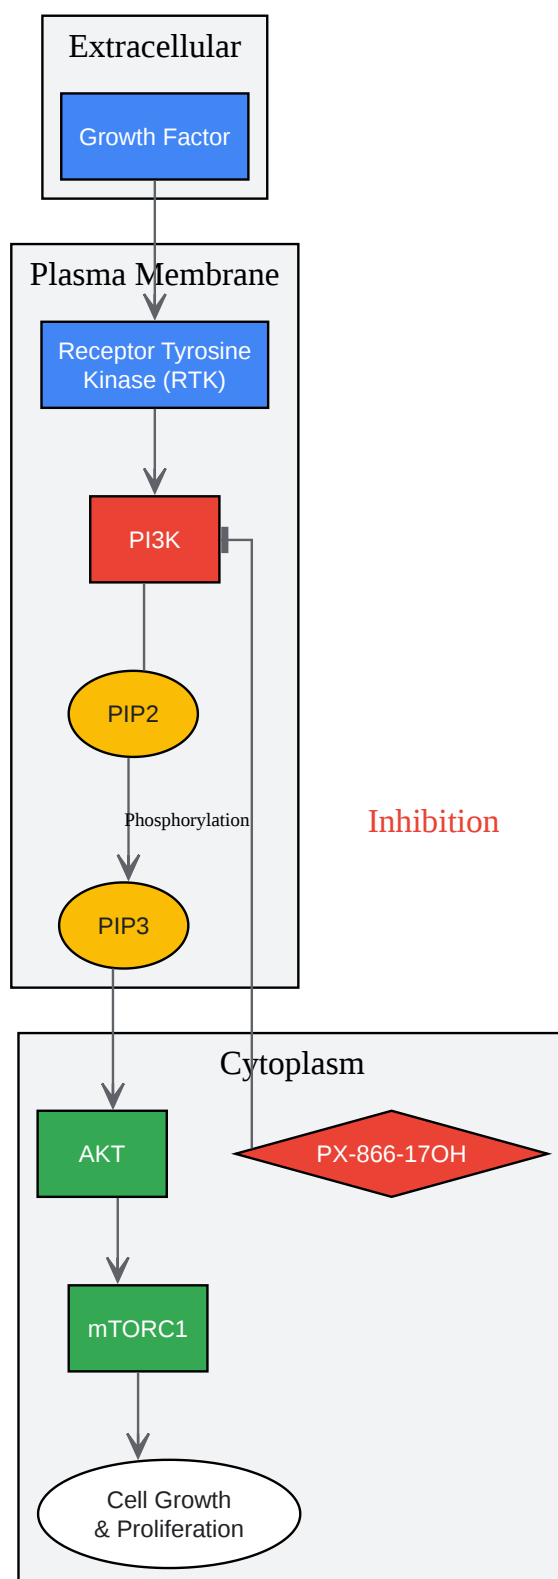 Extracellular
Growth Factor
Plasma Membrane
Receptor Tyrosine
Kinase (RTK)
PI3K
PIP2
Phosphorylation
Inhibition
PIP3
Cytoplasm
AKT
PX-866-17OH
mTORC1
Cell Growth
& Proliferation